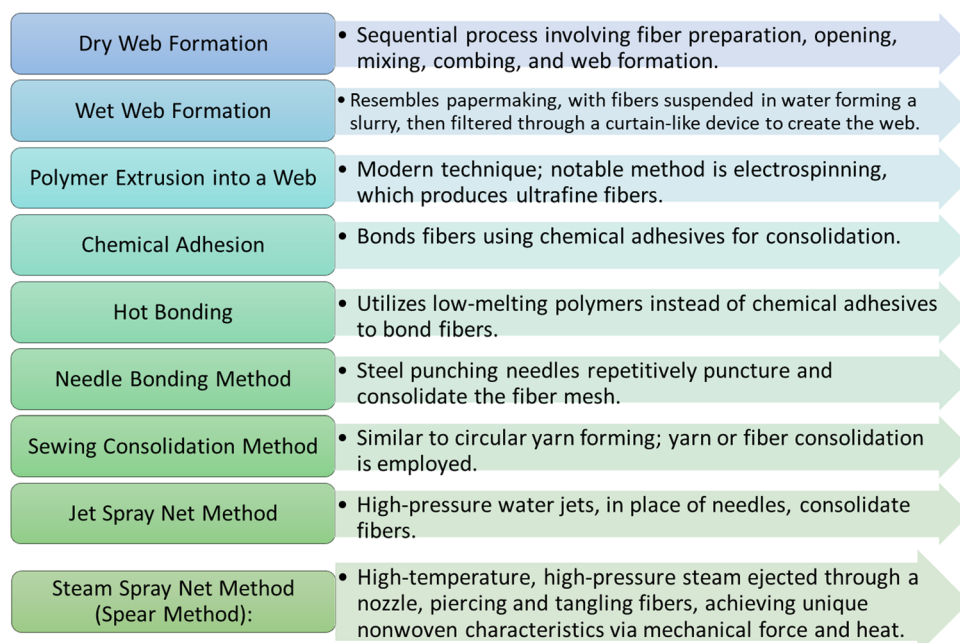 Dry Web Formation
• Sequential process involving fiber preparation, opening,
mixing, combing, and web formation.
Wet Web Formation
• Resembles papermaking, with fibers suspended in water forming a
slurry, then filtered through a curtain-like device to create the web.
Polymer Extrusion into a Web
• Modern technique; notable method is electrospinning,
which produces ultrafine fibers.
Chemical Adhesion
• Bonds fibers using chemical adhesives for consolidation.
Hot Bonding
• Utilizes low-melting polymers instead of chemical adhesives
to bond fibers.
Needle Bonding Method
• Steel punching needles repetitively puncture and
consolidate the fiber mesh.
Sewing Consolidation Method
• Similar to circular yarn forming; yarn or fiber consolidation
is employed.
Jet Spray Net Method
• High-pressure water jets, in place of needles, consolidate
fibers.
Steam Spray Net Method
(Spear Method):
• High-temperature, high-pressure steam ejected through a
nozzle, piercing and tangling fibers, achieving unique
nonwoven characteristics via mechanical force and heat.